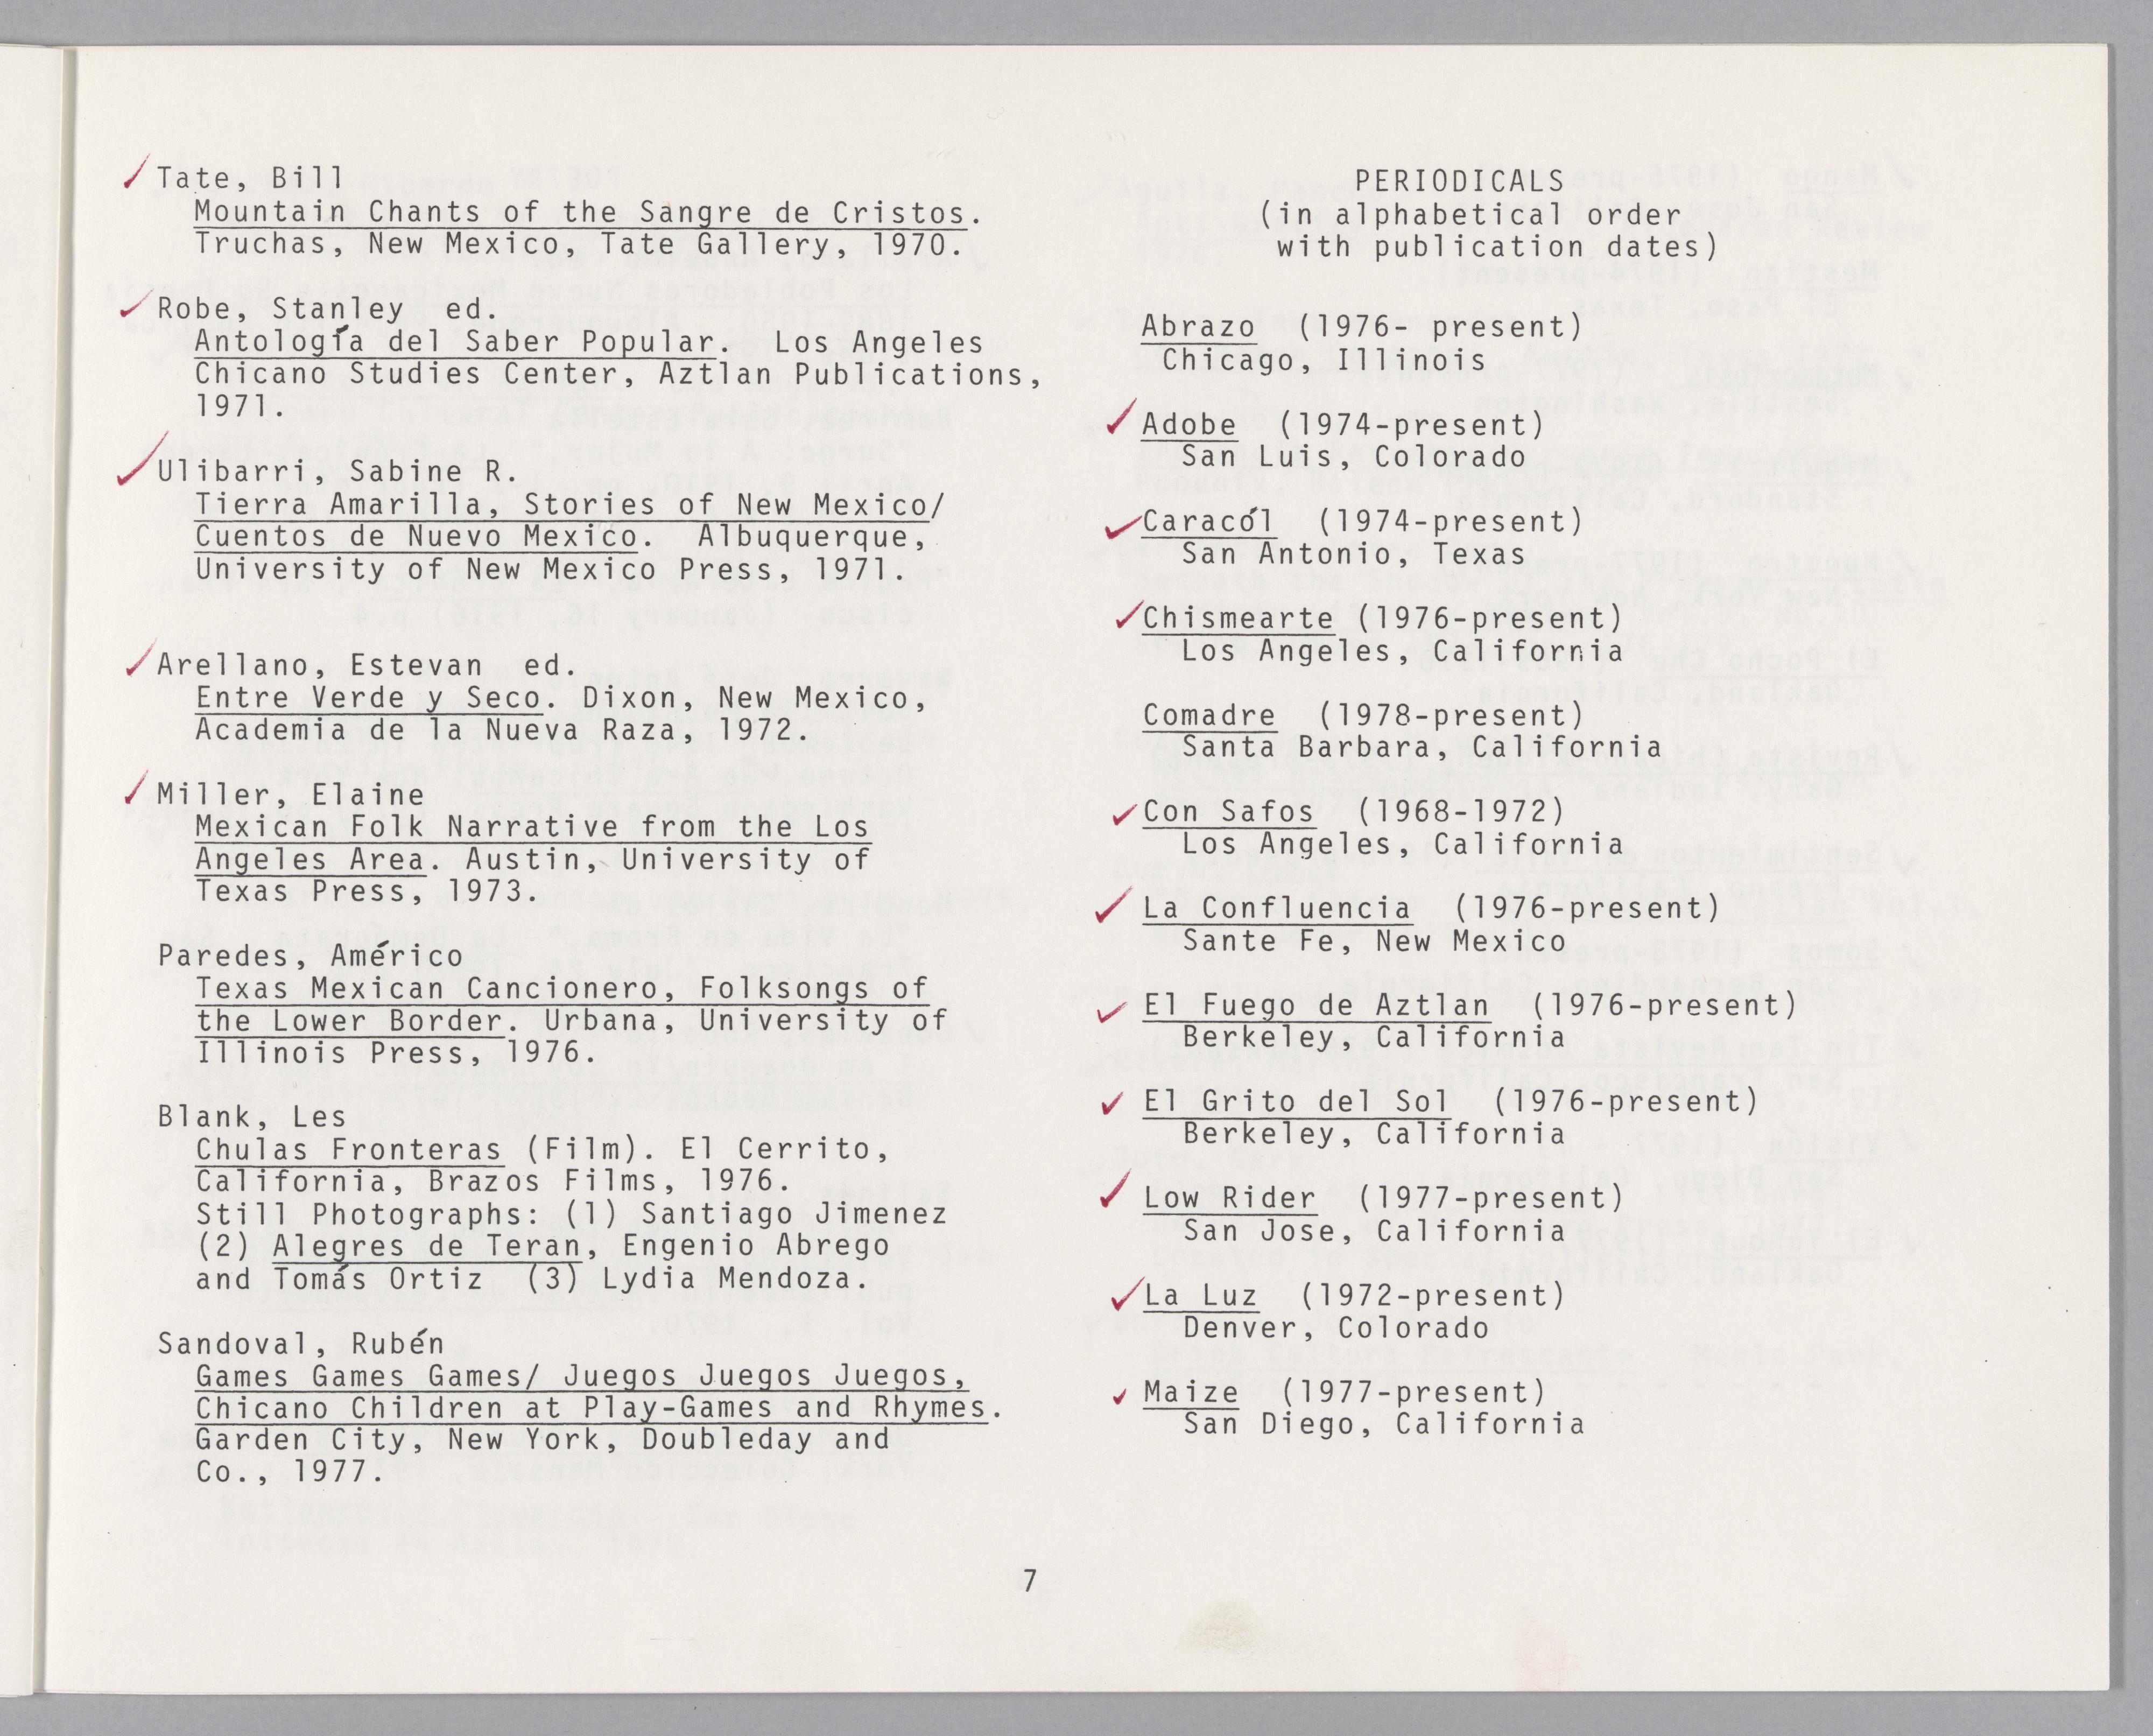 Tate, Bill
Mountain Chants of the Sangre de Cristos.
Truchas, New Mexico, Tate Gallery, 1970.
Robe, Stanley ed.
Antología del Saber Popular. Los Angeles
Chicano Studies Center, Aztlan Publications,
1971.
Ulibarri, Sabine R.
Tierra Amarilla, Stories of New Mexico/
Cuentos de Nuevo Mexico. Albuquerque,
University of New Mexico Press, 1971.
Arellano, Estevan ed.
Entre Verde y Seco. Dixon, New Mexico,
Academia de la Nueva Raza, 1972.
Miller, Elaine
Mexican Folk Narrative from the Los
Angeles Area. Austin, University of
Texas Press, 1973.
Paredes, Américo
Texas Mexican Cancionero, Folksongs of
the Lower Border. Urbana, University of
Illinois Press, 1976.
Blank, Les
Chulas Fronteras (Film). El Cerrito,
California, Brazos Films, 1976.
Still Photographs: (1) Santiago Jimenez
(2) Alegres de Teran, Engenio Abrego
and Tomás Ortiz (3) Lydia Mendoza.
Sandoval, Rubén
Games Games Games/ Juegos Juegos Juegos,
Chicano Children at Play-Games and Rhymes.
Garden City, New York, Doubleday and
Co., 1977.
PERIODICALS
(in alphabetical order
with publication dates)
Abrazo (1976- present)
Chicago, Illinois
Adobe (1974-present)
San Luis, Colorado
Caracól (1974-present)
San Antonio, Texas
Chismearte (1976-present)
Los Angeles, California
Comadre (1978-present)
Santa Barbara, California
Con Safos (1968-1972)
Los Angeles, California
La Confluencia (1976-present)
Sante Fe, New Mexico
El Fuego de Aztlan (1976-present)
Berkeley, California
El Grito del Sol (1976-present)
Berkeley, California
Low Rider (1977-present)
San Jose, California
La Luz (1972-present)
Denver, Colorado
Maize (1977-present)
San Diego, California
7